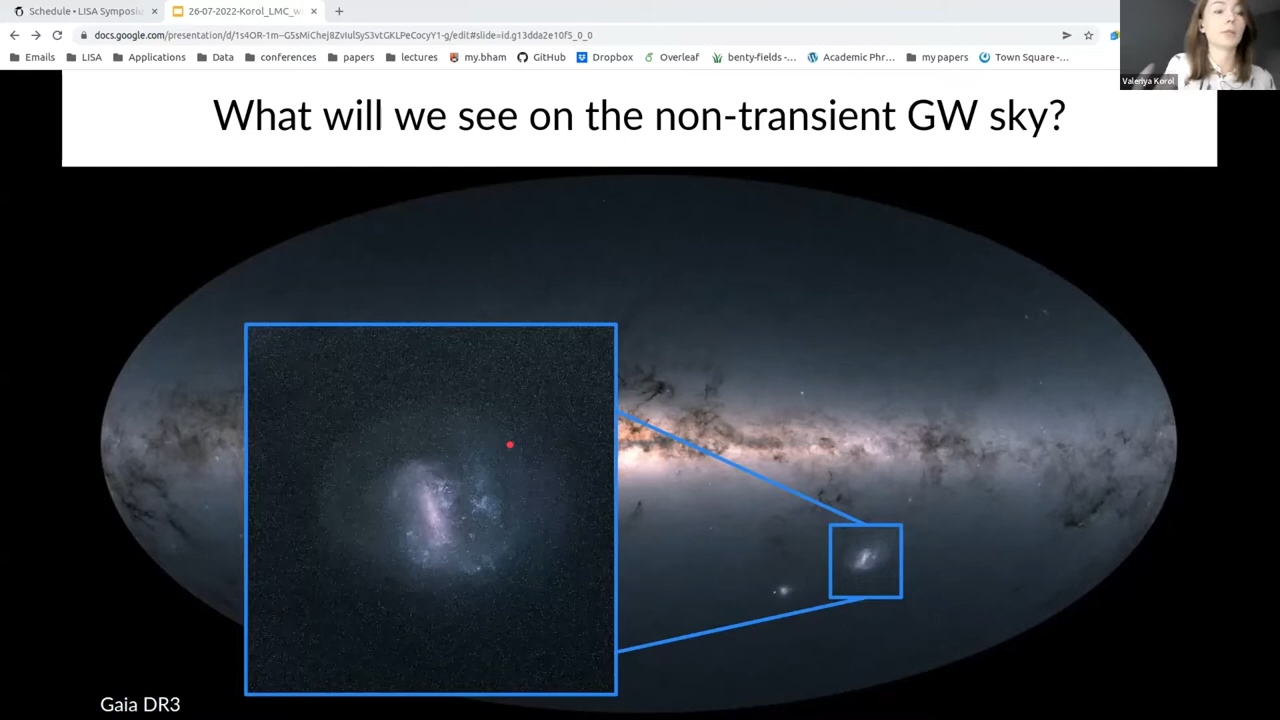 Schedule • LISA Symposiu
26-07-2022-Korol_LMC_w
docs.google.com/presentation/d/1s4OR-1m–G5sMiChej8ZvIulSyS3vtGKLPeCocyY1-g/edit#slide=id.g13dda2e10f5_0_0
Emails LISA Applications Data conferences papers lectures my.bham GitHub Dropbox Overleaf benty-fields -... Academic Phr... my papers Town Square -...
Valeriya Korol
What will we see on the non-transient GW sky?
Gaia DR3